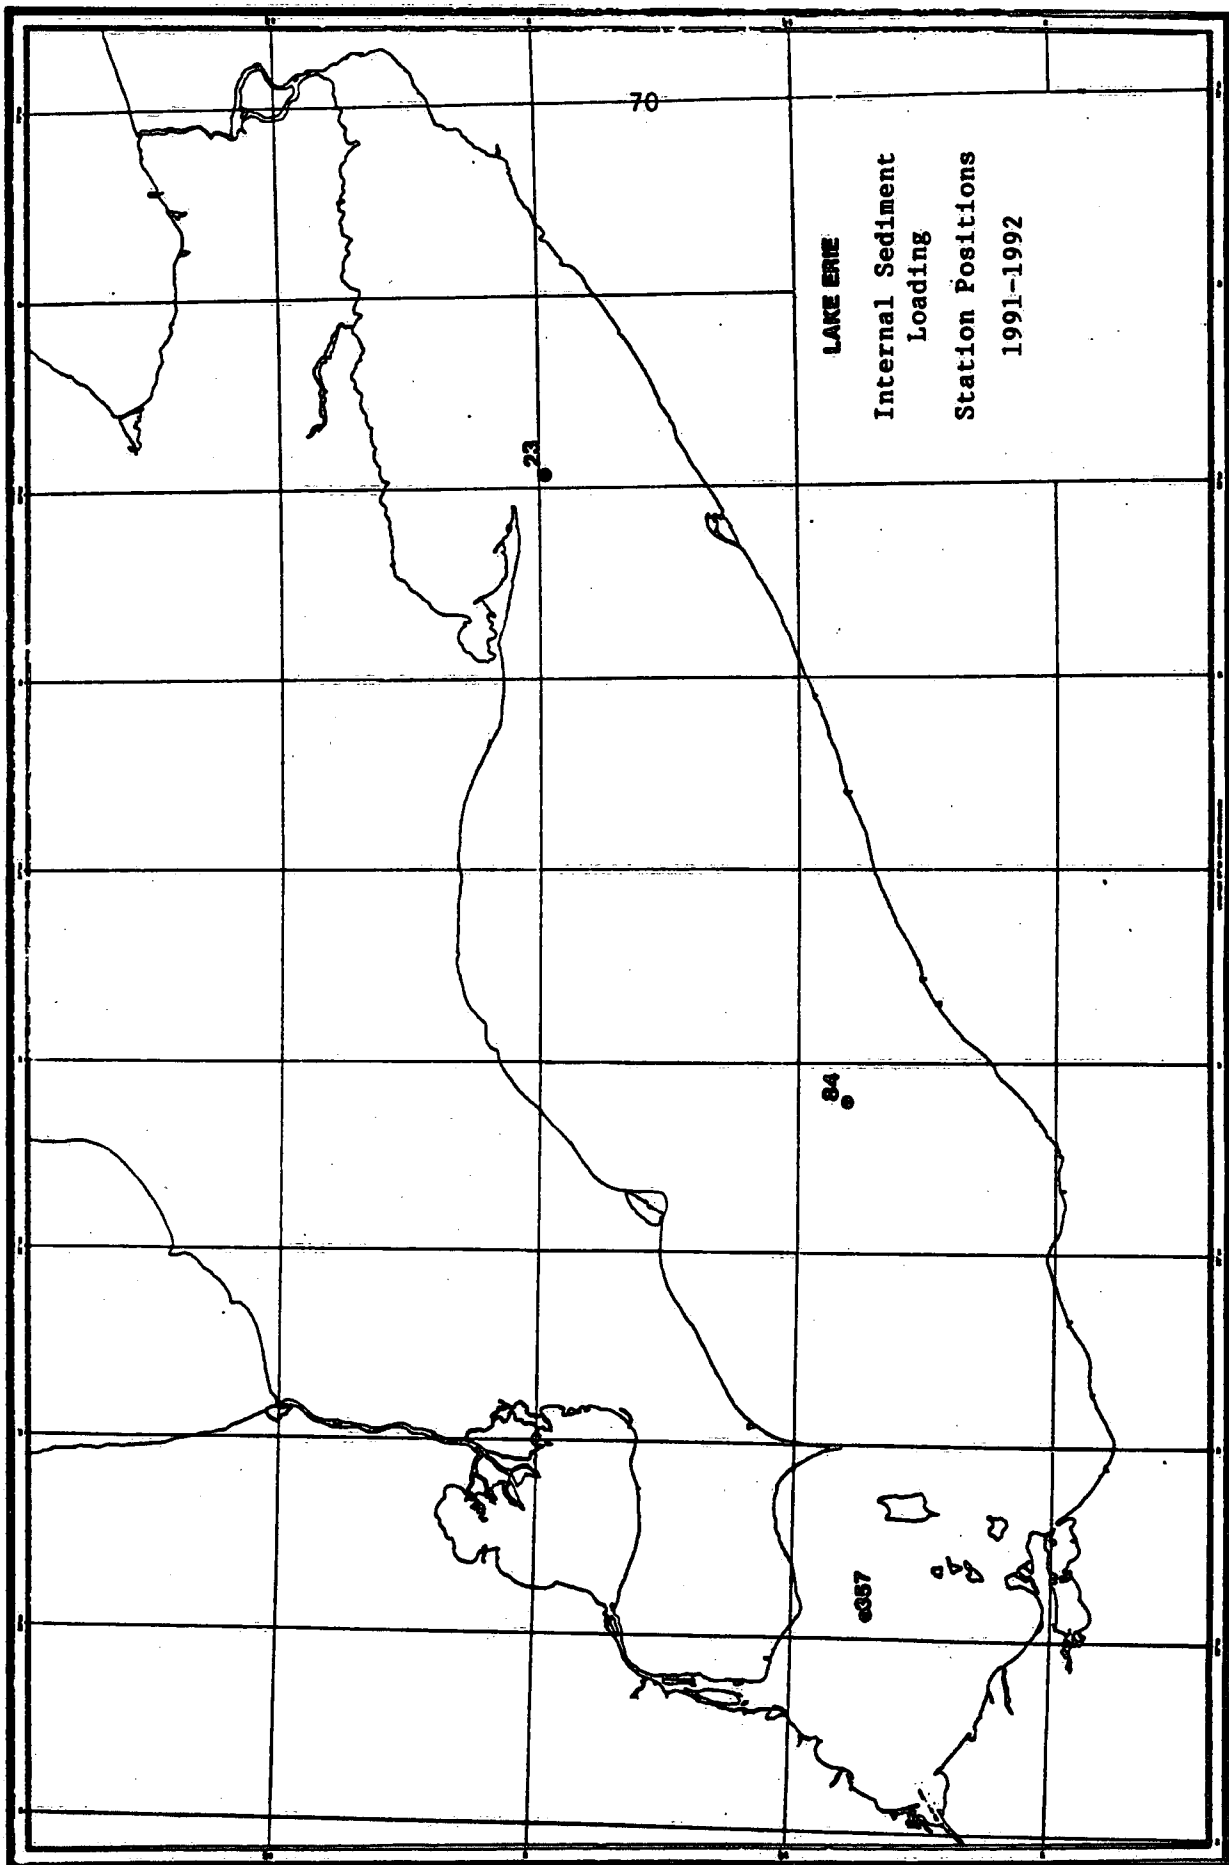 70
LAKE ERIE
Internal Sediment
Loading
Station Positions
1991-1992
23
84
357